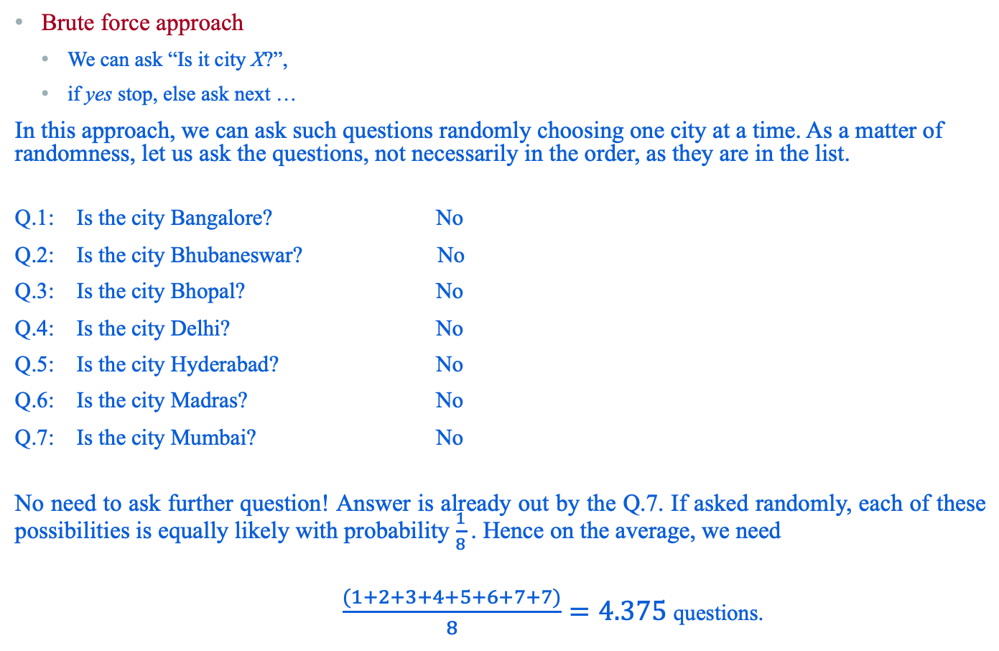 • Brute force approach
• We can ask “Is it city X?”,
• if yes stop, else ask next …
In this approach, we can ask such questions randomly choosing one city at a time. As a matter of
randomness, let us ask the questions, not necessarily in the order, as they are in the list.
Q.1: Is the city Bangalore? No
Q.2: Is the city Bhubaneswar? No
Q.3: Is the city Bhopal? No
Q.4: Is the city Delhi? No
Q.5: Is the city Hyderabad? No
Q.6: Is the city Madras? No
Q.7: Is the city Mumbai? No
No need to ask further question! Answer is already out by the Q.7. If asked randomly, each of these
possibilities is equally likely with probability 1/8. Hence on the average, we need
(1+2+3+4+5+6+7+7)/8 = 4.375 questions.